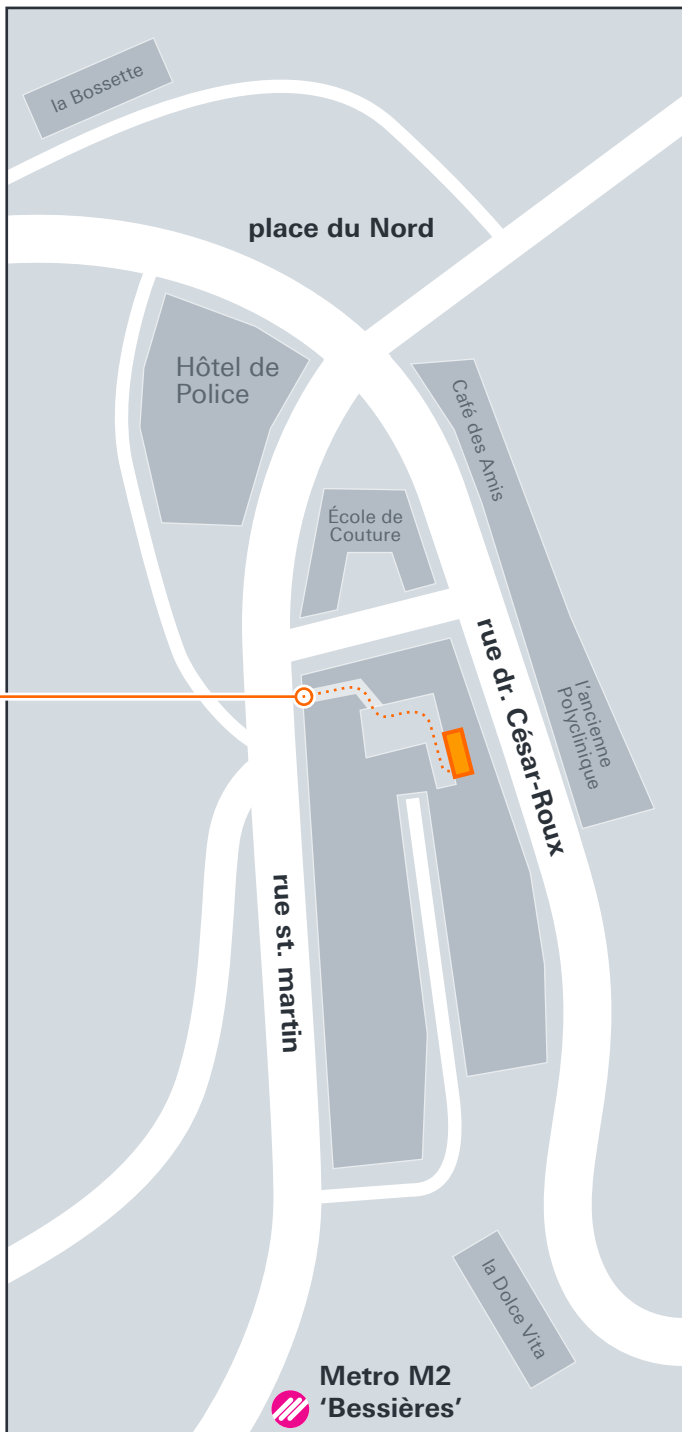 la Bossette
place du Nord
Hôtel de
Police
Café des Amis
École de
Couture
rue dr. César-Roux
l'ancienne
Polyclinique
rue st. martin
la Dolce Vita
Metro M2
‘Bessières’